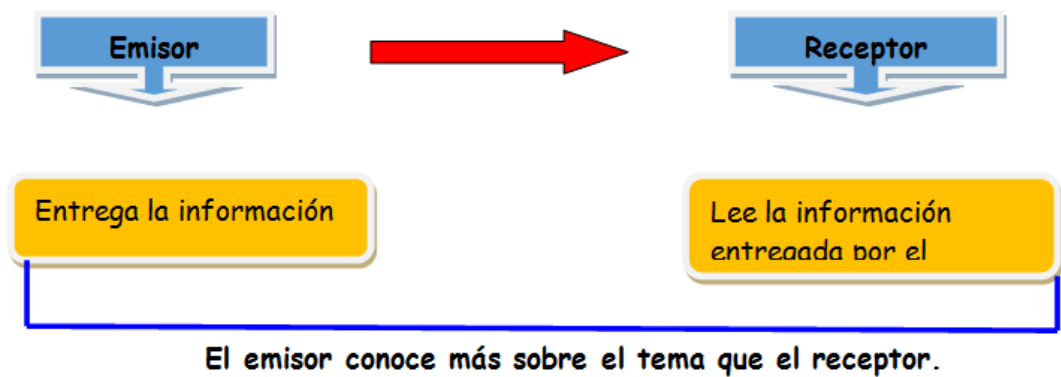 Emisor
Receptor
Entrega la información
Lee la información
entregada por el
El emisor conoce más sobre el tema que el receptor.